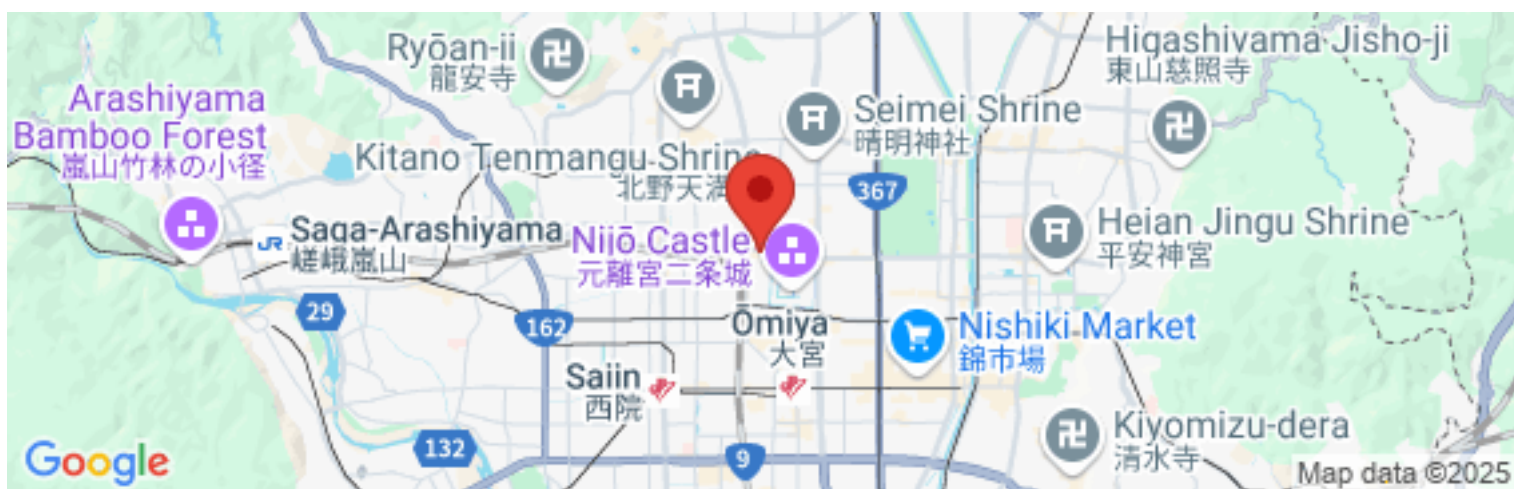 Ryōan-ji
龍安寺
Higashiyama Jisho-ji
東山慈照寺
Arashiyama
Bamboo Forest
嵐山竹林の小径
Seimei Shrine
晴明神社
Kitano Tenmangu Shrine
北野天満
367
Saga-Arashiyama
嵯峨嵐山
JR
Nijō Castle
元離宮二条城
Heian Jingu Shrine
平安神宮
29
162
Ōmiya
大宮
Nishiki Market
錦市場
Saiin
西院
132
9
Kiyomizu-dera
清水寺
Google
Map data ©2025